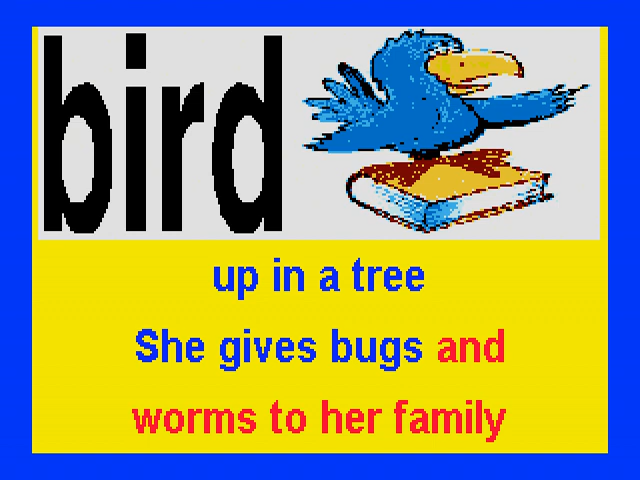 bird
up in a tree
She gives bugs and
worms to her family